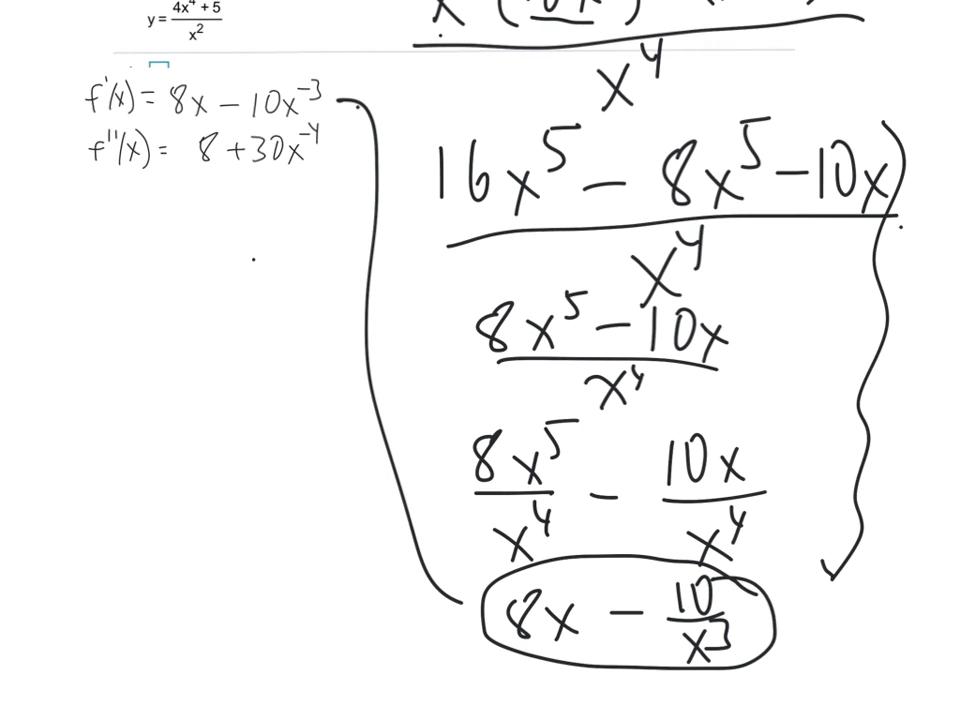 y = (4x⁴ + 5)/x²
f'(x) = 8x - 10x⁻³
f''(x) = 8 + 30x⁻⁴
x⁴
16x⁵ - 8x⁵ - 10x)
x⁴
8x⁵ - 10x
x⁴
8x⁵ - 10x
x⁴ x⁴
8x - 10/x³